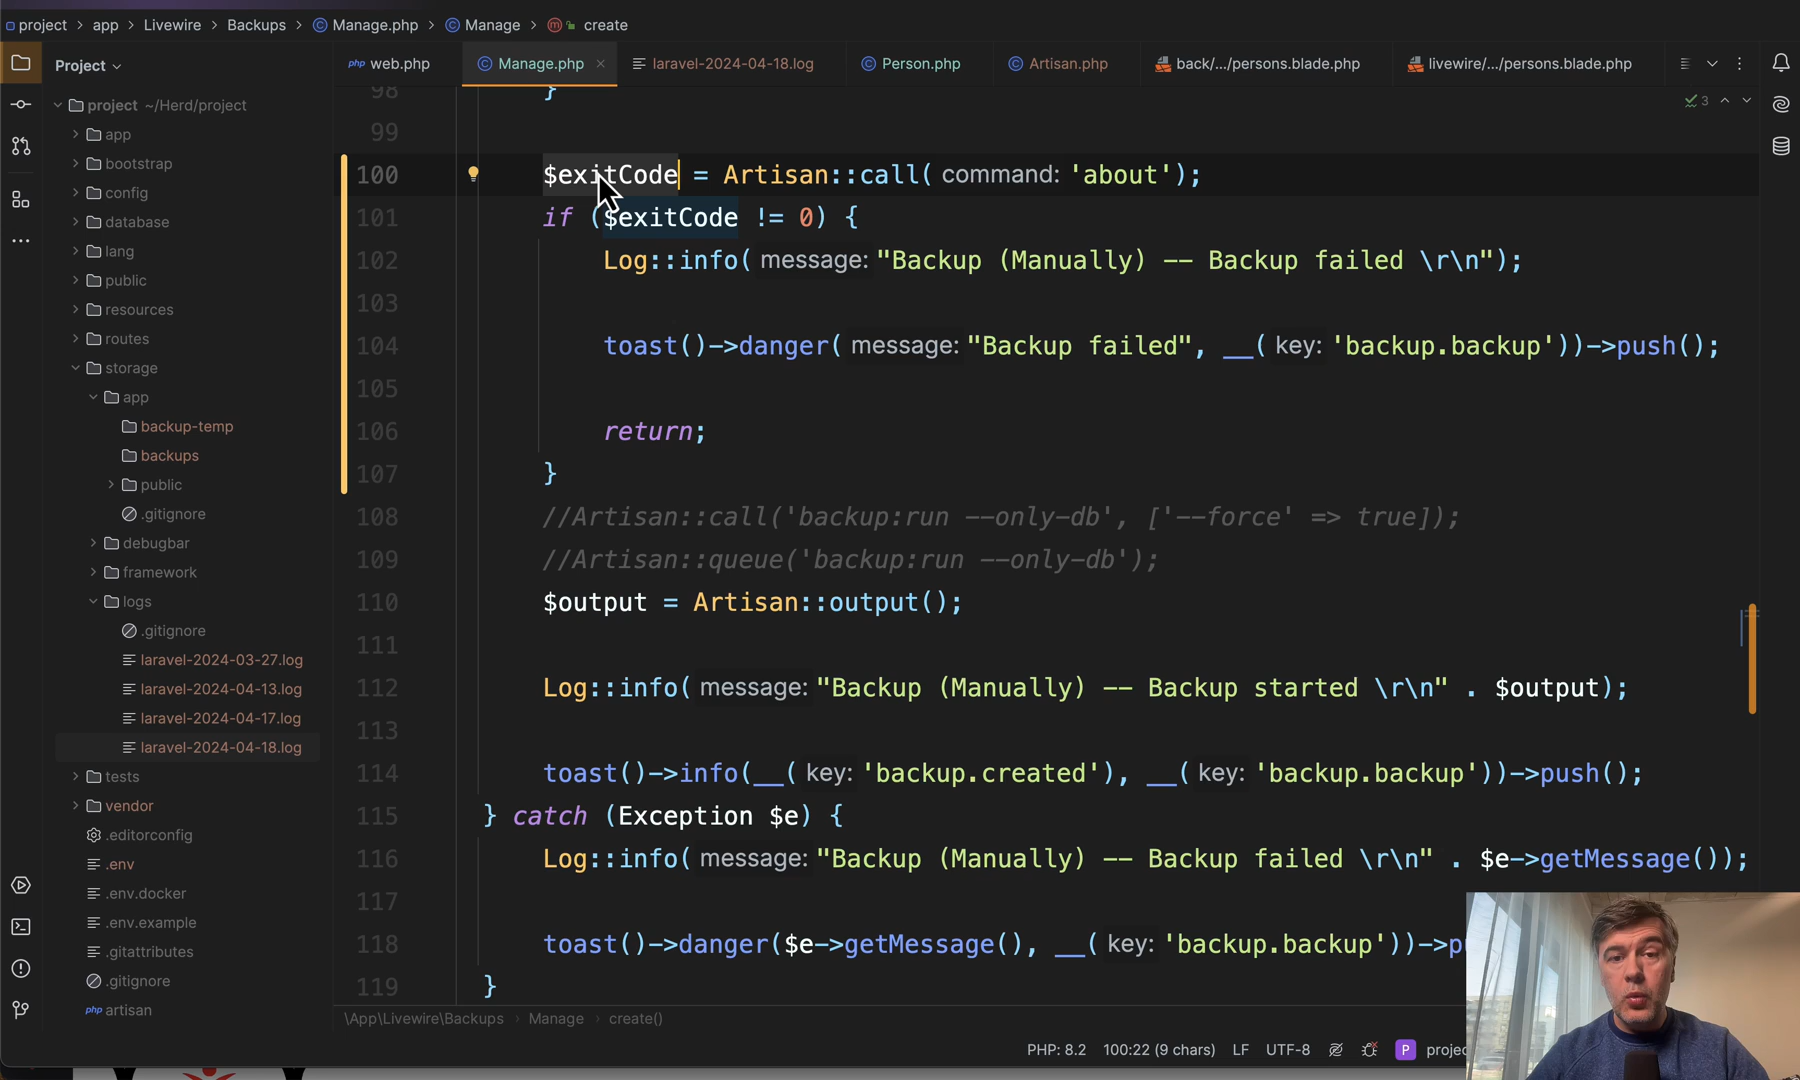 project > app > Livewire > Backups > Manage.php > Manage > create
Project
web.php
Manage.php
laravel-2024-04-18.log
Person.php
Artisan.php
back/.../persons.blade.php
livewire/.../persons.blade.php
project ~/Herd/project
app
bootstrap
config
database
lang
public
resources
routes
storage
app
backup-temp
backups
public
.gitignore
debugbar
framework
logs
.gitignore
laravel-2024-03-27.log
laravel-2024-04-13.log
laravel-2024-04-17.log
laravel-2024-04-18.log
tests
vendor
.editorconfig
.env
.env.docker
.env.example
.gitattributes
.gitignore
php artisan
3
98 }
99
100 $exitCode = Artisan::call( command: 'about');
101 if ($exitCode != 0) {
102 Log::info( message: "Backup (Manually) -- Backup failed \r\n");
103
104 toast()->danger( message: "Backup failed", __( key: 'backup.backup'))->push();
105
106 return;
107 }
108 //Artisan::call('backup:run --only-db', ['--force' => true]);
109 //Artisan::queue('backup:run --only-db');
110 $output = Artisan::output();
111
112 Log::info( message: "Backup (Manually) -- Backup started \r\n" . $output);
113
114 toast()->info(__( key: 'backup.created'), __( key: 'backup.backup'))->push();
115 } catch (Exception $e) {
116 Log::info( message: "Backup (Manually) -- Backup failed \r\n" . $e->getMessage());
117
118 toast()->danger($e->getMessage(), __( key: 'backup.backup'))->p
119 }
\App\Livewire\Backups > Manage > create()
PHP: 8.2 100:22 (9 chars) LF UTF-8 P projec